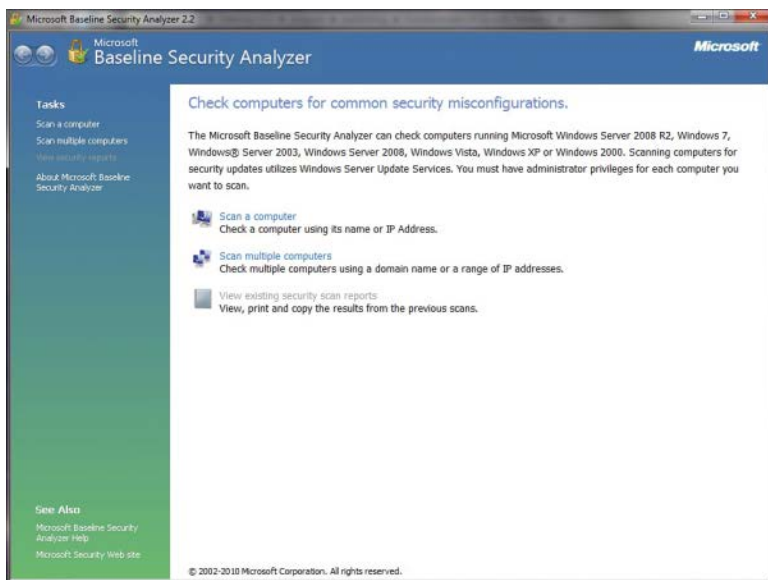 Microsoft Baseline Security Analyzer 2.2
Microsoft
Baseline Security Analyzer
Microsoft
Tasks
Scan a computer
Scan multiple computers
View security reports
About Microsoft Baseline
Security Analyzer
See Also
Microsoft Baseline Security
Analyzer Help
Microsoft Security Web site
Check computers for common security misconfigurations.
The Microsoft Baseline Security Analyzer can check computers running Microsoft Windows Server 2008 R2, Windows 7,
Windows® Server 2003, Windows Server 2008, Windows Vista, Windows XP or Windows 2000. Scanning computers for
security updates utilizes Windows Server Update Services. You must have administrator privileges for each computer you
want to scan.
Scan a computer
Check a computer using its name or IP Address.
Scan multiple computers
Check multiple computers using a domain name or a range of IP addresses.
View existing security scan reports
View, print and copy the results from the previous scans.
© 2002-2010 Microsoft Corporation. All rights reserved.